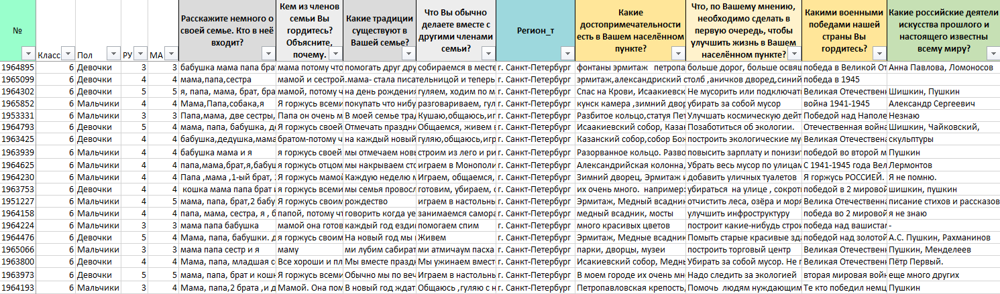 № Класс Пол РУ МА Расскажите немного о своей семье. Кто в неё входит? Кем из членов семьи Вы гордитесь? Объясните, почему. Какие традиции существуют в Вашей семье? Что Вы обычно делаете вместе с другими членами семьи? Регион_т Какие достопримечательности есть в Вашем населённом пункте? Что, по Вашему мнению, необходимо сделать в первую очередь, чтобы улучшить жизнь в Вашем населённом пункте? Какими военными победами нашей страны Вы гордитесь? Какие российские деятели искусства прошлого и настоящего известны всему миру?
1964895 6 Девочки 3 3 бабушка мама папа брат мама потому что помогать друг дру собираемся в месте г. Санкт-Петербург фонтаны эрмитаж петропа больше дорог, больше освящ победа в Великой От Анна Павлова, Ломоносов
1965099 6 Девочки 4 4 мама,папа,сестра мамой и сестрой.мама- стала писательницой и теперь г. Санкт-Петербург эрмитаж,александриский столб ,аничков дворед,синий победа в 1945
1964302 6 Девочки 5 5 я, папа, мама, брат, бра мамой, потому ч на день рождения гуляем, ходим по м г. Санкт-Петербург Спас на Крови, Исаакиевск Не мусорить или подключать Великая Отечествен Шишкин, Пушкин
1965852 6 Мальчики 4 4 Мама,Папа,собака,я Я горжусь всеми покупать что нибу разговариваем, гул г. Санкт-Петербург кунск камера ,зимний двор убирать за собой мусор война 1941-1945 Александр Сергеевич
1953331 6 Мальчики 3 3 Папа,мама, две сестры, Папа он очень м В моей семье трад Кушаю,общаюсь,иг г. Санкт-Петербург Разбитое кольцо,статуя Пет Улучшать космическую дейт Победой над Наполе Незнаю
1964793 6 Девочки 5 4 мама, папа, бабушка, де Я горжусь своей Отмечать праздни Общаемся, живем в г. Санкт-Петербург Исаакиевский собор, Казан Позаботиться об экологии. Отечественная война Шишкин, Чайковский,
1963425 6 Девочки 4 4 бабушка,дедушка,мама братом-потому ч на каждый новый гуляю,общаюсь,игр г. Санкт-Петербург Казанский собор,собор Бож построить экологические му Великая Отечествен скульптуры
1963939 6 Мальчики 4 4 бабушка мама и я я горжусь своей мы отмечаем новы строим из лего и ри г. Санкт-Петербург Разорванное кольцо. Разво повысить зарплату и понизит победой во второй м Пушкин
1964625 6 Мальчики 4 4 папа,мама,брат,я,бабуш я горжусь отцом мы накрываем сто играем в Монополи г. Санкт-Петербург Александрийская колонна, Убрать весь мусор по улицам С 1941-1945 года Вел Лермонтов
1964230 6 Мальчики 4 4 Папа ,мама ,1-ый брат, Я горжусь мамой Каждую неделю м Играем, общаемся, г. Санкт-Петербург Зимний дворец, Эрмитаж и добавить уличных туалетов Я горжусь РОССИЕЙ. Я не помню.
1963753 6 Девочки 4 4 кошка мама папа брат и я горжусь всеми мы семья провосл готовим, убираем, г. Санкт-Петербург их очень много. например: убираться на улице , сокроти победой в 2 мировой шишкин, пушкин
1951227 6 Мальчики 4 5 мама, папа, брат,2 бабу Я горжусь своим рождество играем в настольны г. Санкт-Петербург Эрмитаж, Медный всадник отчистить леса, озёра и моря Велика Отечественна писание стихов и рассказов
1964158 6 Мальчики 4 4 папа, мама, сестра, я , б папой, потому чт говорить когда уе занимаемся самора г. Санкт-Петербург медный всадник, мосты улучшить инфраструктуру победа во 2 мировой я не знаю
1964224 6 Мальчики 3 3 мама папа бабушка мамой она готов каждый год ездим помогаем спим г. Санкт-Петербург много красивых цветов построит какие-нибудь строи победа над вашистам -
1964476 6 Девочки 5 4 Мама, папа, бабушки. д я горжусь своим На новый год мы Живем г. Санкт-Петербург Эрмитаж, Медные всадник Помыть старые красивые зда победой над золотой А.С. Пушкин, Рахманинов
1965066 6 Мальчики 3 3 мама папа сестр и я маму ми лубим сабират ми атмичаум пасха г. Санкт-Петербург парки, дворцы, музеи построить торговый центр Великая Отечествен Пушкин, Менделеев
1963800 6 Девочки 4 4 Мама, папа, младшая с Все хороши и пл Мы вместе праздн Мы ужинаем вмест г. Санкт-Петербург Исакиевский собор, Медны Убирать за собой мусор. Не г Великая Отечествен Пётр Первый.
1963973 6 Девочки 5 5 мама, папа, брат и кошк Я горжусь всеми Обычно мы по веч Играем в настольны г. Санкт-Петербург В моем городе их очень мно Надо следить за экологией вторая мировая войн еще много других
1964193 6 Мальчики 3 4 Мама, папа,2 брата ,и д Мамой. Она пом В новый год ждат Общаюсь ,гуляю с н г. Санкт-Петербург Петропавловская крепость, Помочь людям нуждающим Те кто победил немц Пушкин